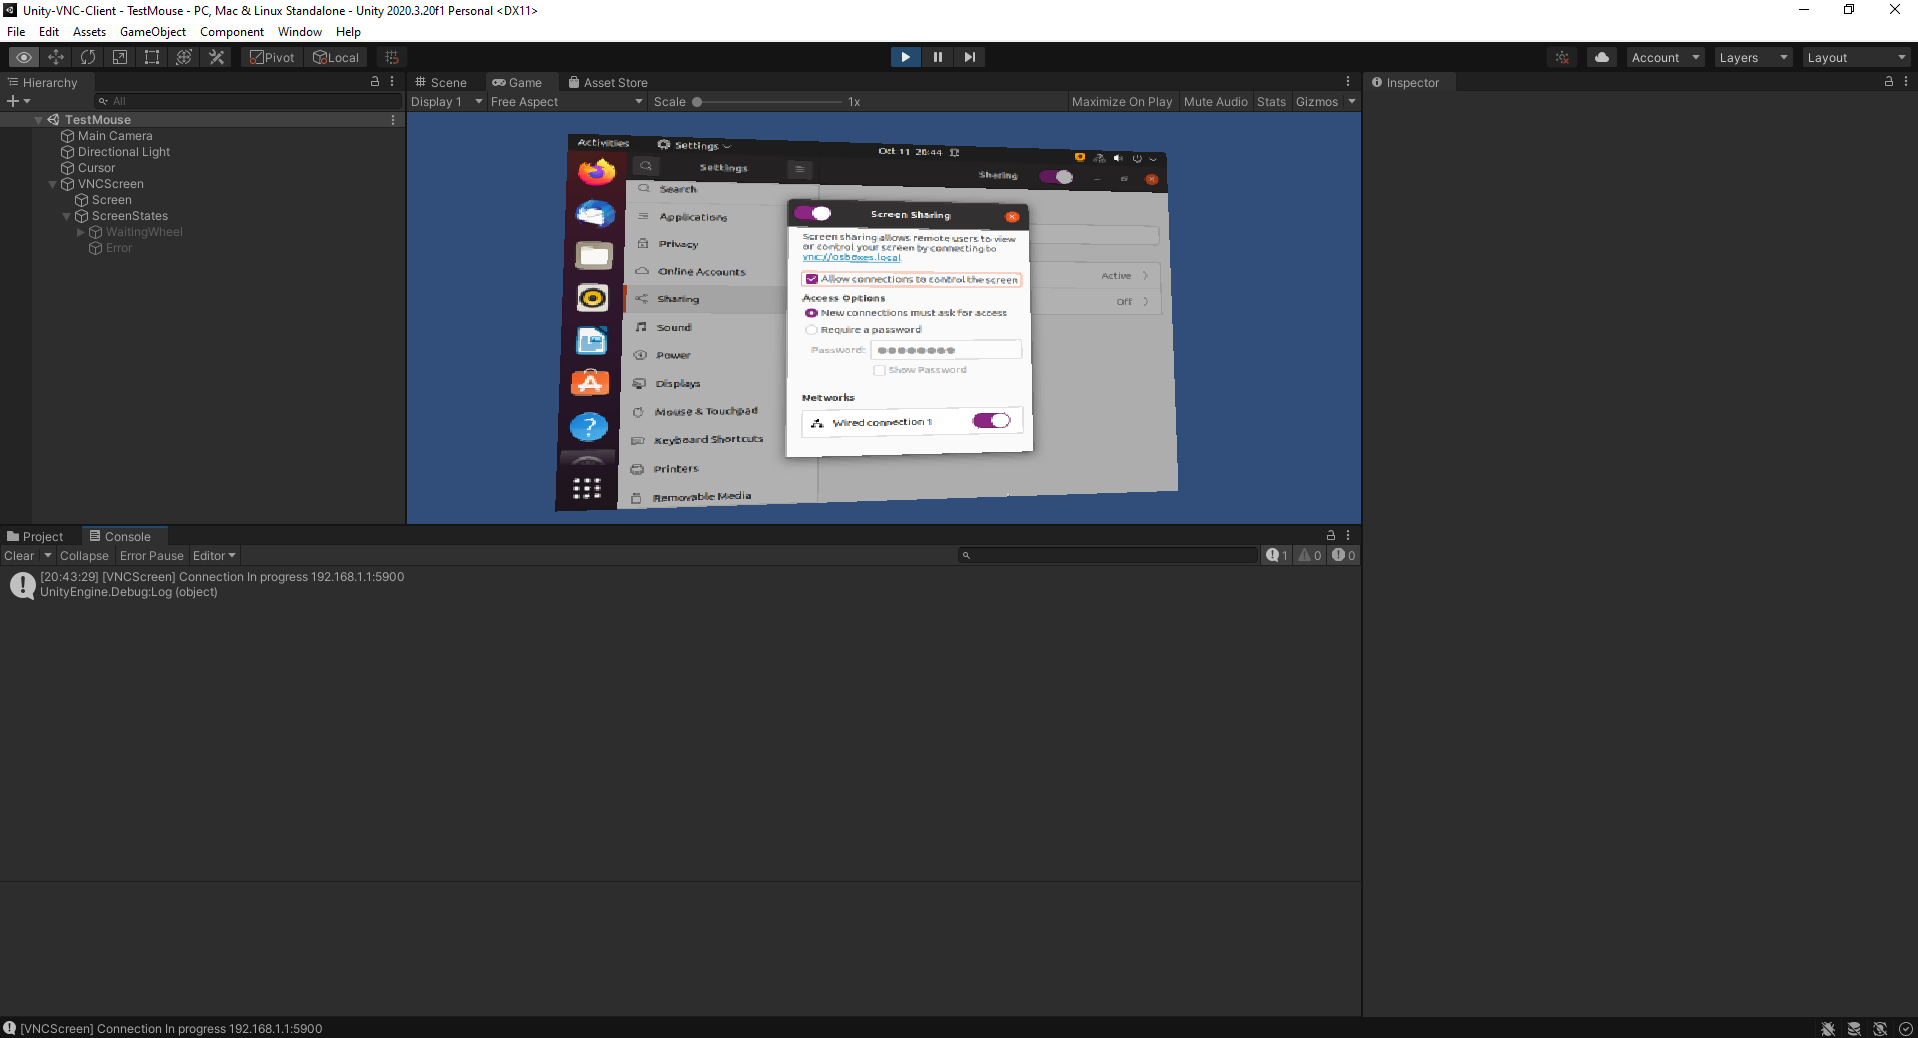 Unity-VNC-Client - TestMouse - PC, Mac & Linux Standalone - Unity 2020.3.20f1 Personal <DX11>
File Edit Assets GameObject Component Window Help
Pivot Local Account Layers Layout
Hierarchy
All
TestMouse
Main Camera
Directional Light
Cursor
VNCScreen
Screen
ScreenStates
WaitingWheel
Error
Scene Game Asset Store
Display 1 Free Aspect Scale 1x Maximize On Play Mute Audio Stats Gizmos
Activities Settings Oct 11 20:44
Settings Sharing
Search
Applications
Privacy
Online Accounts
Sharing
Sound
Power
Displays
Mouse & Touchpad
Keyboard Shortcuts
Printers
Removable Media
Screen Sharing
Screen sharing allows remote users to view
or control your screen by connecting to
vnc://osboxes.local
Allow connections to control the screen
Access Options
New connections must ask for access
Require a password
Password:
Show Password
Networks
Wired connection 1
Active
Off
Inspector
Project Console
Clear Collapse Error Pause Editor 1 0 0
[20:43:29] [VNCScreen] Connection In progress 192.168.1.1:5900
UnityEngine.Debug:Log (object)
[VNCScreen] Connection In progress 192.168.1.1:5900